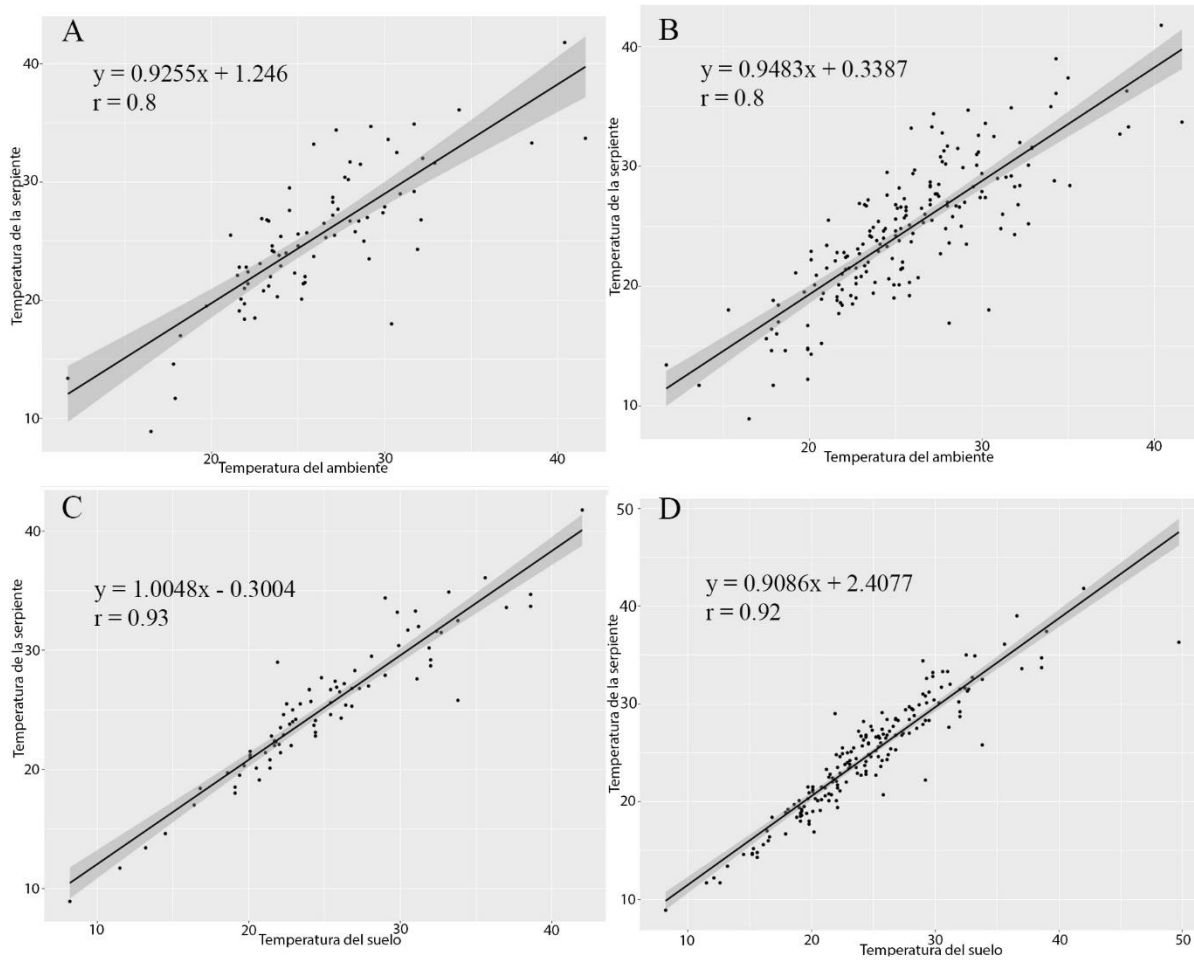 A
y = 0.9255x + 1.246
r = 0.8
Temperatura de la serpiente
40
30
20
10
20
30
40
Temperatura del ambiente
B
y = 0.9483x + 0.3387
r = 0.8
Temperatura de la serpiente
40
30
20
10
20
30
40
Temperatura del ambiente
C
y = 1.0048x - 0.3004
r = 0.93
Temperatura de la serpiente
40
30
20
10
10
20
30
40
Temperatura del suelo
D
y = 0.9086x + 2.4077
r = 0.92
Temperatura de la serpiente
50
40
30
20
10
10
20
30
40
50
Temperatura del suelo